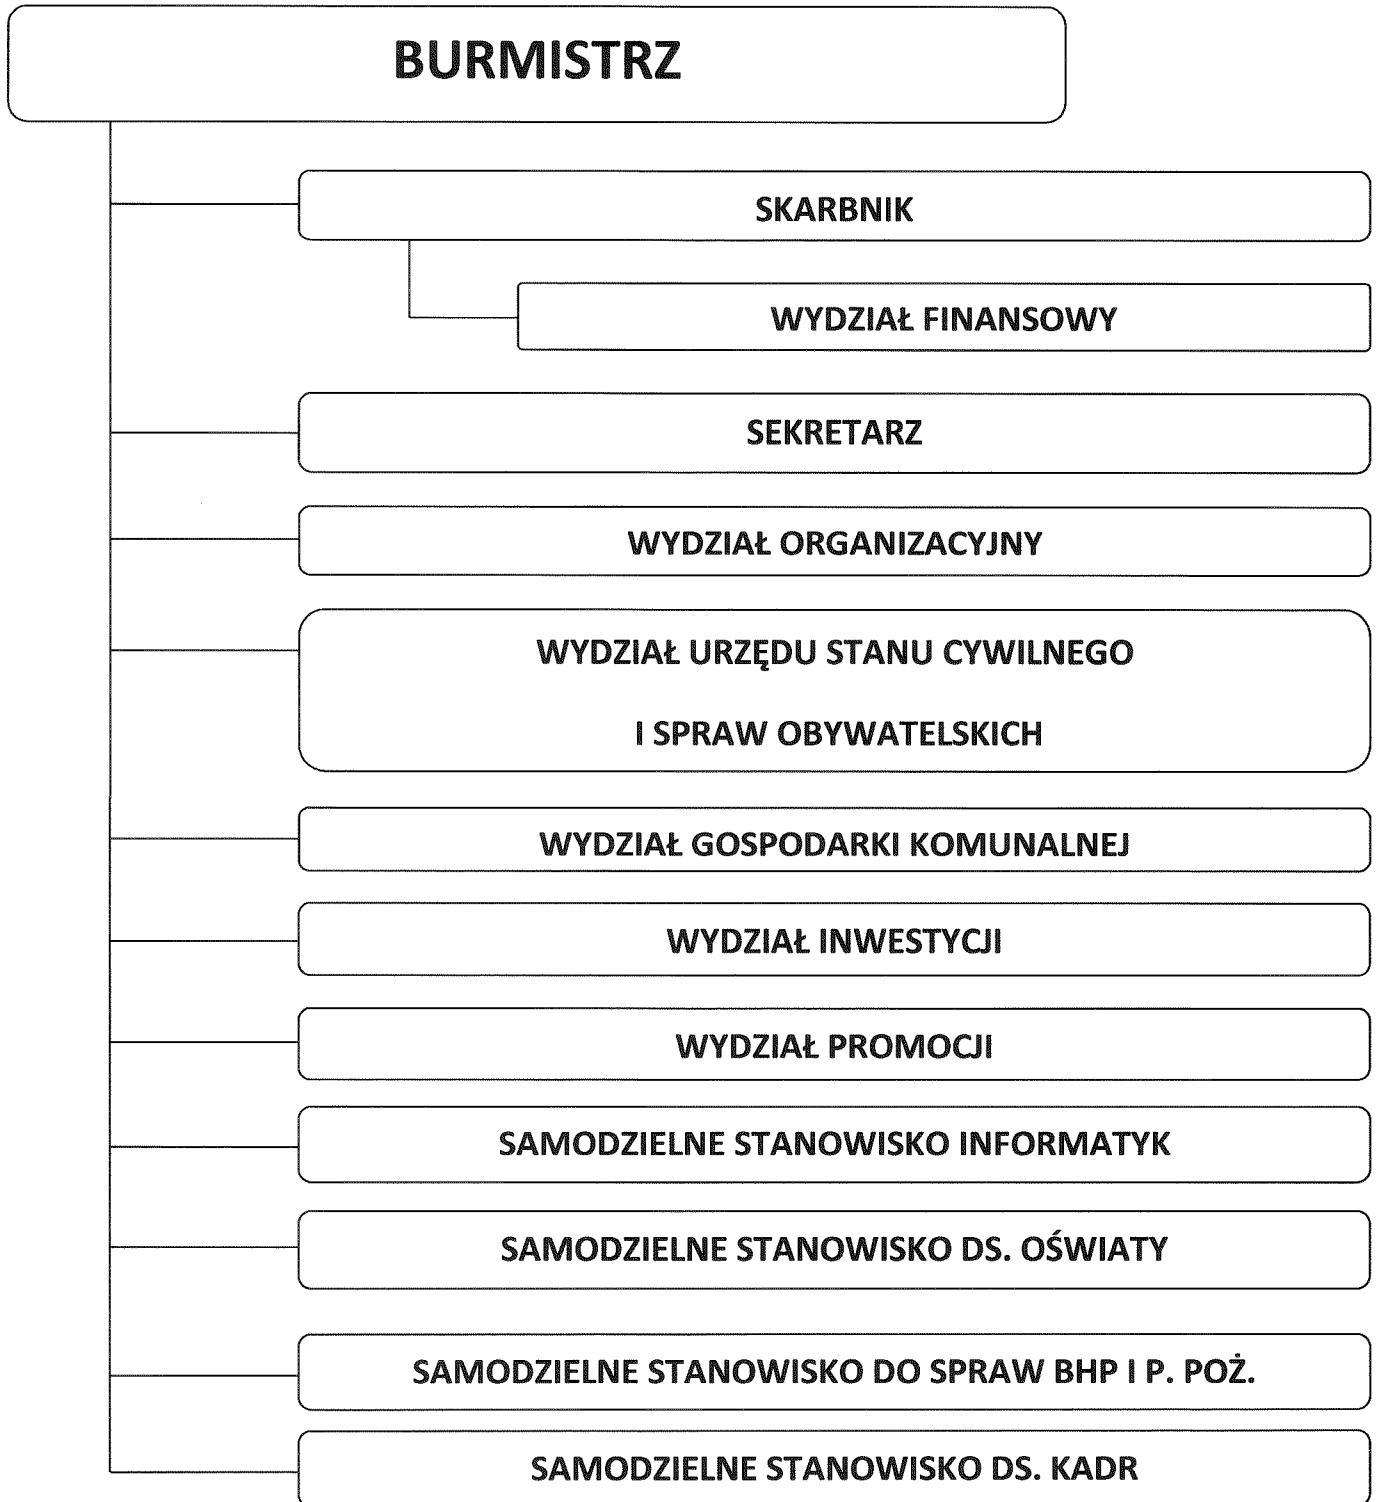 BURMISTRZ
SKARBNIK
WYDZIAŁ FINANSOWY
SEKRETARZ
WYDZIAŁ ORGANIZACYJNY
WYDZIAŁ URZĘDU STANU CYWILNEGO
I SPRAW OBYWATELSKICH
WYDZIAŁ GOSPODARKI KOMUNALNEJ
WYDZIAŁ INWESTYCJI
WYDZIAŁ PROMOCJI
SAMODZIELNE STANOWISKO INFORMATYK
SAMODZIELNE STANOWISKO DS. OŚWIATY
SAMODZIELNE STANOWISKO DO SPRAW BHP I P. POŻ.
SAMODZIELNE STANOWISKO DS. KADR